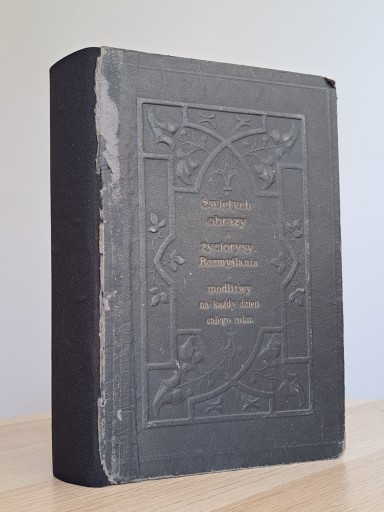 Świętych
obrazy
życiorysy
Rozmyślania
modlitwy
na każdy dzień
całego roku.